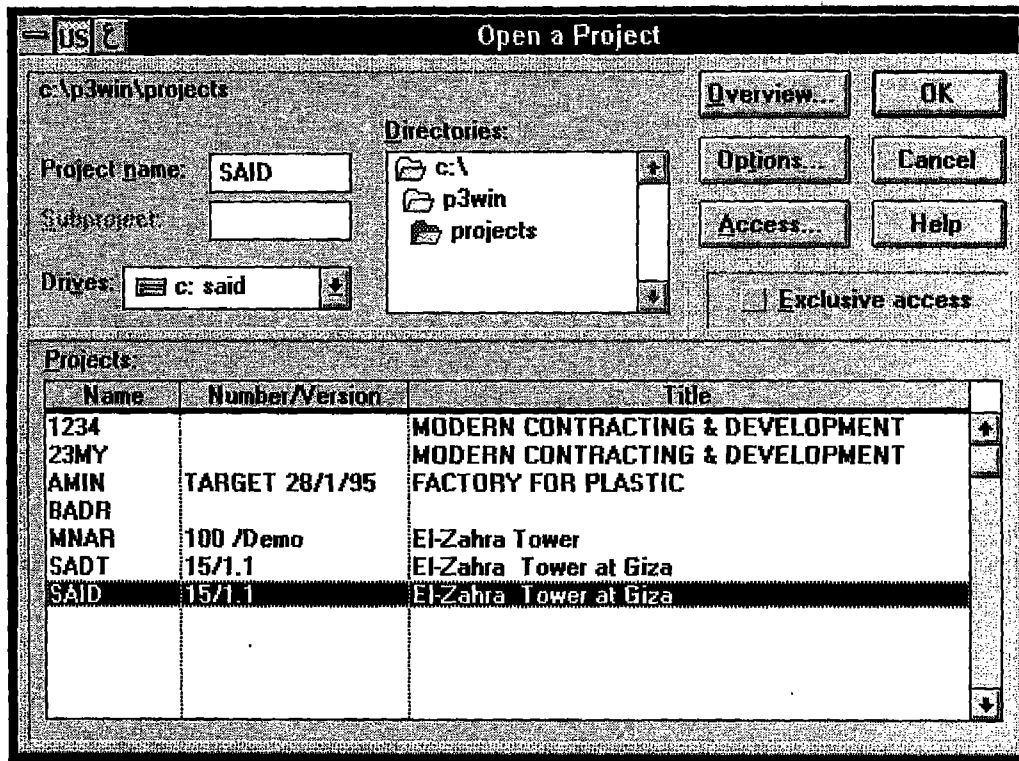 US ع Open a Project
c:\p3win\projects
Project name: SAID
Subproject:
Drives: c: said
Directories:
c:\
p3win
projects
Overview... OK
Options... Cancel
Access... Help
Exclusive access
Projects:
Name Number/Version Title
1234 MODERN CONTRACTING & DEVELOPMENT
23MY MODERN CONTRACTING & DEVELOPMENT
AMIN TARGET 28/1/95 FACTORY FOR PLASTIC
BADR
MNAR 100 /Demo El-Zahra Tower
SADT 15/1.1 El-Zahra Tower at Giza
SAID 15/1.1 El-Zahra Tower at Giza